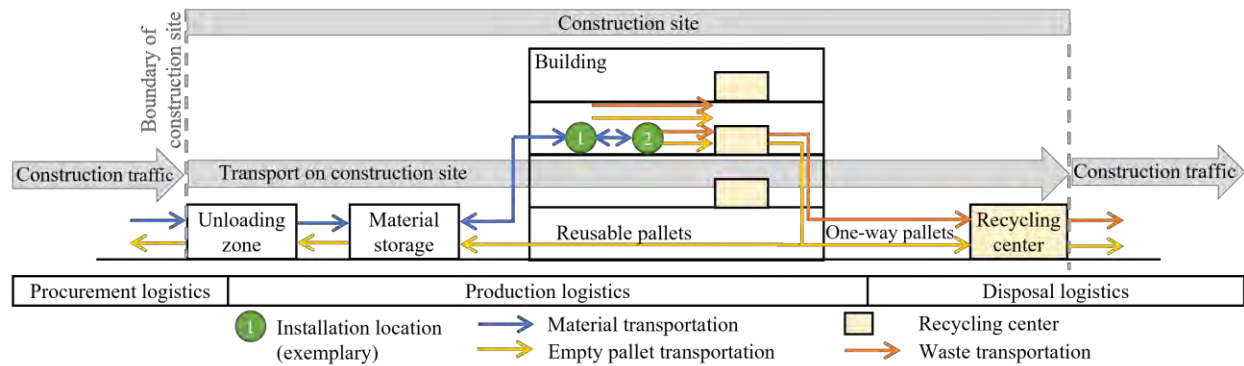 Construction site
Boundary of
construction site
Building
1
2
Construction traffic
Transport on construction site
Construction traffic
Unloading
zone
Material
storage
Reusable pallets
One-way pallets
Recycling
center
Procurement logistics
Production logistics
Disposal logistics
1
Installation location
(exemplary)
Material transportation
Empty pallet transportation
Recycling center
Waste transportation